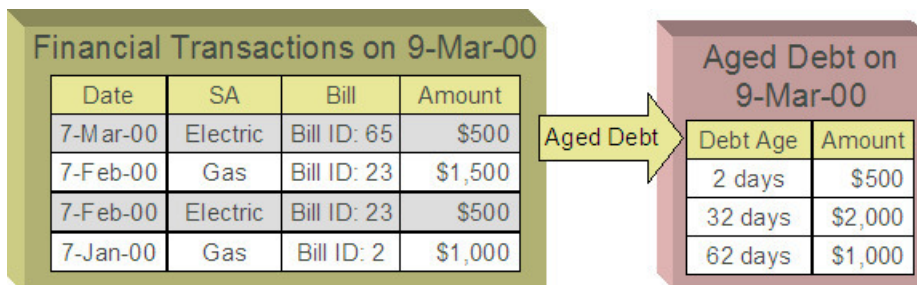 Financial Transactions on 9-Mar-00
Date SA Bill Amount
7-Mar-00 Electric Bill ID: 65 $500
7-Feb-00 Gas Bill ID: 23 $1,500
7-Feb-00 Electric Bill ID: 23 $500
7-Jan-00 Gas Bill ID: 2 $1,000
Aged Debt
Aged Debt on
9-Mar-00
Debt Age Amount
2 days $500
32 days $2,000
62 days $1,000